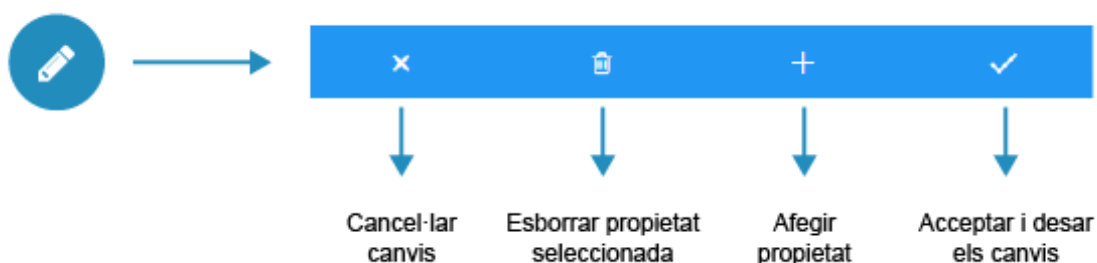 Cancel·lar
canvis
Esborrar propietat
seleccionada
Afegir
propietat
Acceptar i desar
els canvis